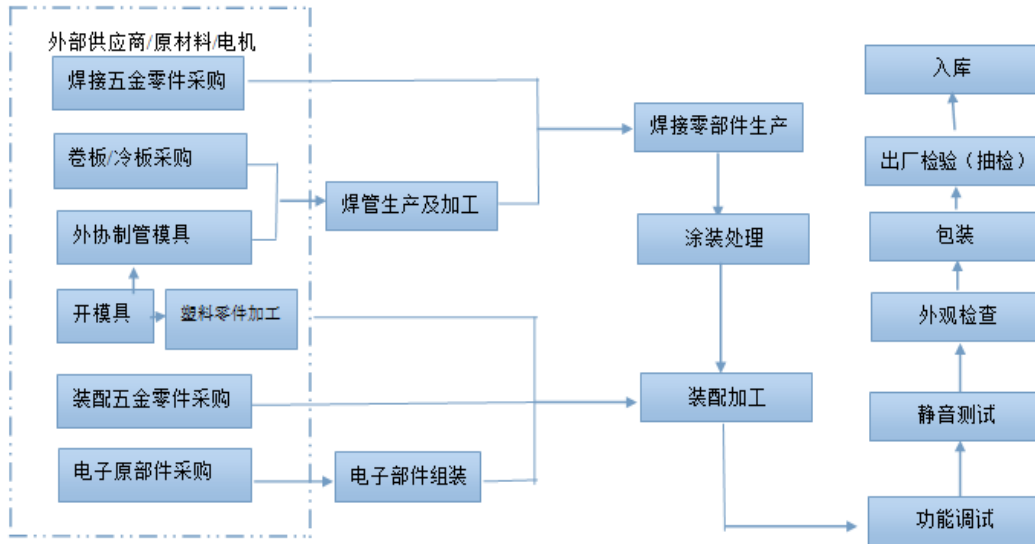 外部供应商/原材料/电机
焊接五金零件采购
卷板/冷板采购
外协制管模具
开模具
塑料零件加工
装配五金零件采购
电子原部件采购
焊管生产及加工
电子部件组装
焊接零部件生产
涂装处理
装配加工
入库
出厂检验（抽检）
包装
外观检查
静音测试
功能调试